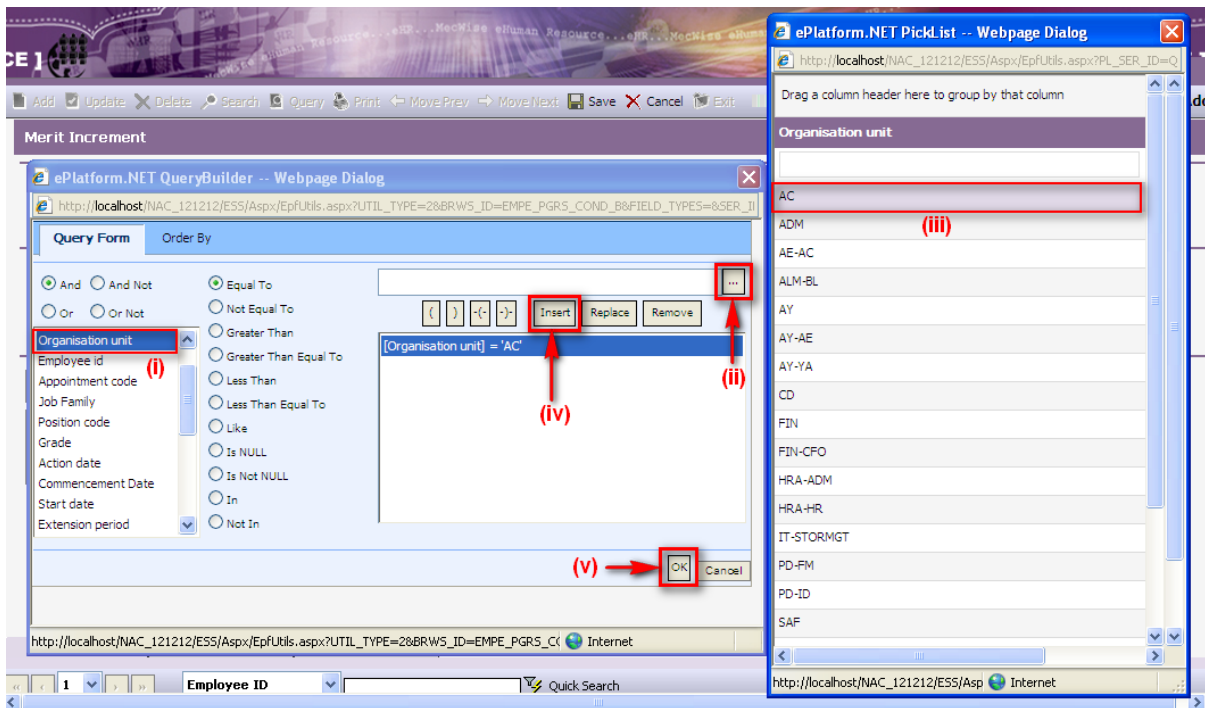 CE ]
Add Update Delete Search Query Print Move Prev Move Next Save Cancel Exit
Merit Increment
ePlatform.NET QueryBuilder -- Webpage Dialog
http://localhost/NAC_121212/ESS/Aspx/EpfUtils.aspx?UTIL_TYPE=2&BRWS_ID=EMPE_PGRS_COND_B&FIELD_TYPES=&SER_I
Query Form Order By
And And Not
Or Or Not
Organisation unit
Employee id
(i)
Appointment code
Job Family
Position code
Grade
Action date
Commencement Date
Start date
Extension period
Equal To
Not Equal To
Greater Than
Greater Than Equal To
Less Than
Less Than Equal To
Like
Is NULL
Is Not NULL
In
Not In
...
( ) -(- -)- Insert Replace Remove
[Organisation unit] = 'AC'
(ii)
(iv)
(v)
OK Cancel
http://localhost/NAC_121212/ESS/Aspx/EpfUtils.aspx?UTIL_TYPE=2&BRWS_ID=EMPE_PGRS_C( Internet
1 Employee ID Quick Search
ePlatform.NET PickList -- Webpage Dialog
http://localhost/NAC_121212/ESS/Aspx/EpfUtils.aspx?PL_SER_ID=Q
Drag a column header here to group by that column
Organisation unit
AC
ADM
(iii)
AE-AC
ALM-BL
AY
AY-AE
AY-YA
CD
FIN
FIN-CFO
HRA-ADM
HRA-HR
IT-STORMGT
PD-FM
PD-ID
SAF
http://localhost/NAC_121212/ESS/Asp Internet